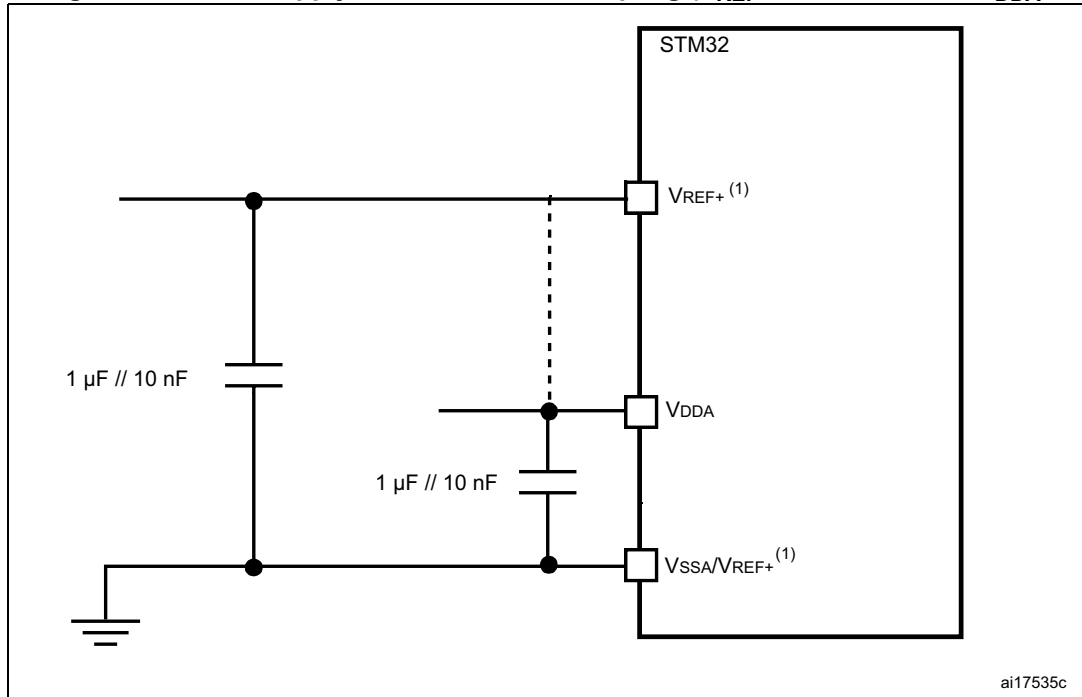 STM32
VREF+ (1)
1 µF // 10 nF
VDDA
1 µF // 10 nF
VSSA/VREF+ (1)
ai17535c